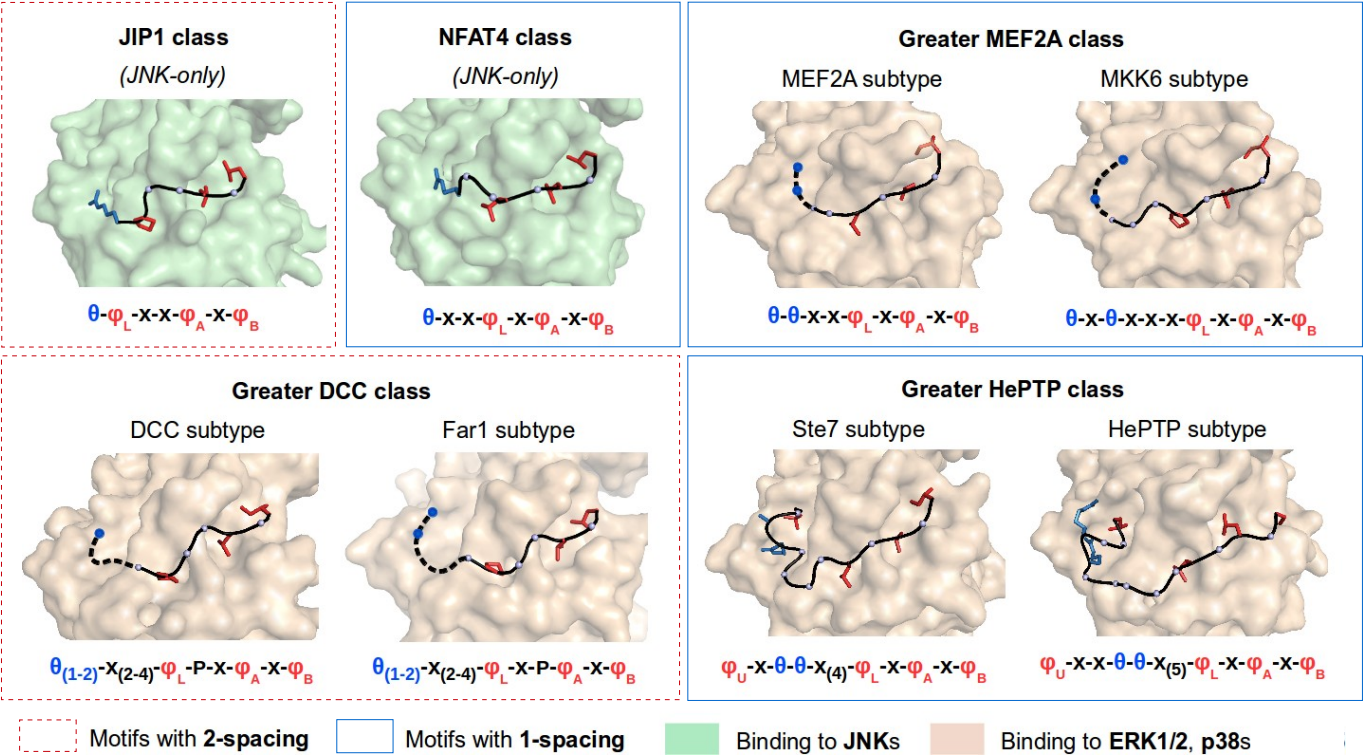 JIP1 class
(JNK-only)
θ-φL-x-x-φA-x-φB
NFAT4 class
(JNK-only)
θ-x-x-φL-x-φA-x-φB
Greater MEF2A class
MEF2A subtype
MKK6 subtype
θ-θ-x-x-φL-x-φA-x-φB
θ-x-θ-x-x-x-φL-x-φA-x-φB
Greater DCC class
DCC subtype
Far1 subtype
θ(1-2)-x(2-4)-φL-P-x-φA-x-φB
θ(1-2)-x(2-4)-φL-x-P-φA-x-φB
Greater HePTP class
Ste7 subtype
HePTP subtype
φU-x-θ-θ-x(4)-φL-x-φA-x-φB
φU-x-x-θ-θ-x(5)-φL-x-φA-x-φB
Motifs with 2-spacing
Motifs with 1-spacing
Binding to JNKs
Binding to ERK1/2, p38s